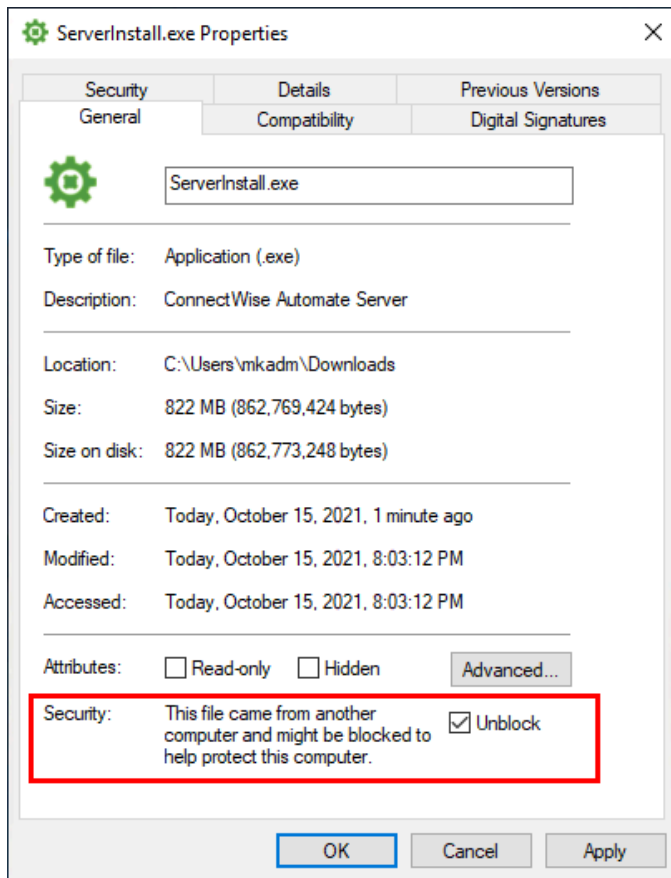 ServerInstall.exe Properties
Security Details Previous Versions
General Compatibility Digital Signatures
ServerInstall.exe
Type of file: Application (.exe)
Description: ConnectWise Automate Server
Location: C:\Users\mkadm\Downloads
Size: 822 MB (862,769,424 bytes)
Size on disk: 822 MB (862,773,248 bytes)
Created: Today, October 15, 2021, 1 minute ago
Modified: Today, October 15, 2021, 8:03:12 PM
Accessed: Today, October 15, 2021, 8:03:12 PM
Attributes: Read-only Hidden Advanced...
Security: This file came from another
computer and might be blocked to
help protect this computer.
Unblock
OK Cancel Apply